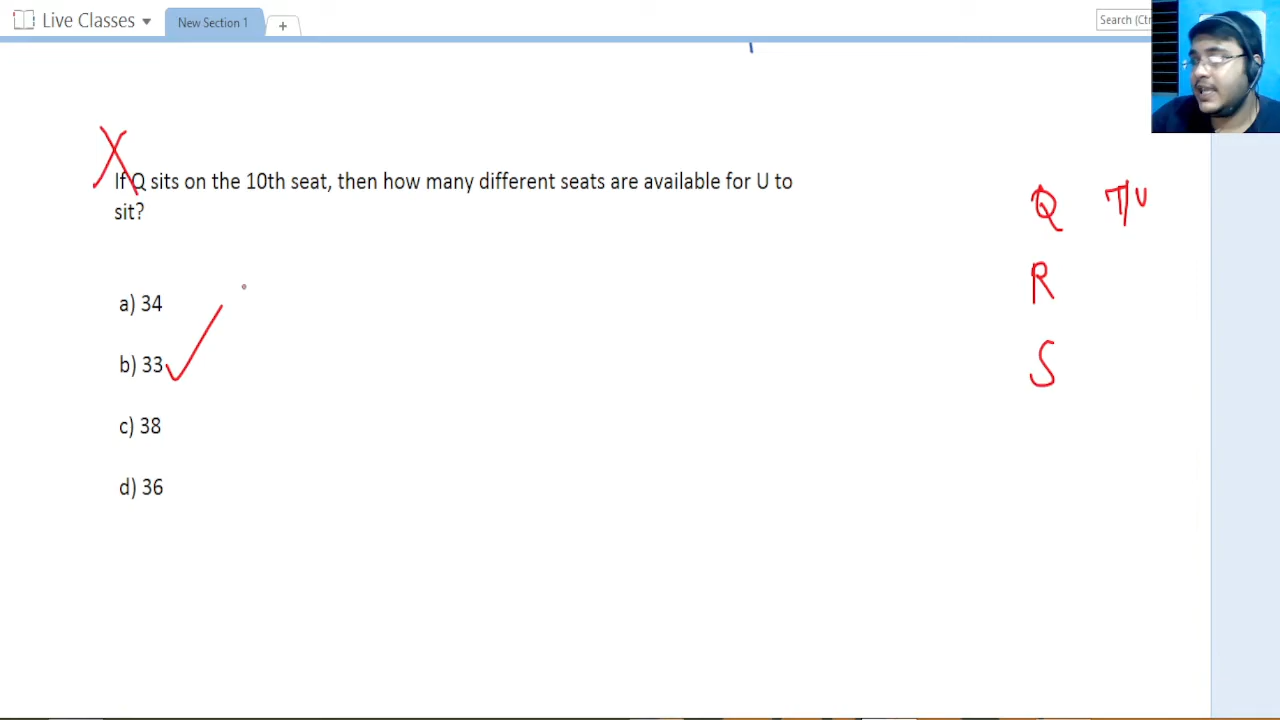 Live Classes
New Section 1
+
Search (Ctr
X
If Q sits on the 10th seat, then how many different seats are available for U to
sit?
a) 34
b) 33
c) 38
d) 36
Q T/U
R
S